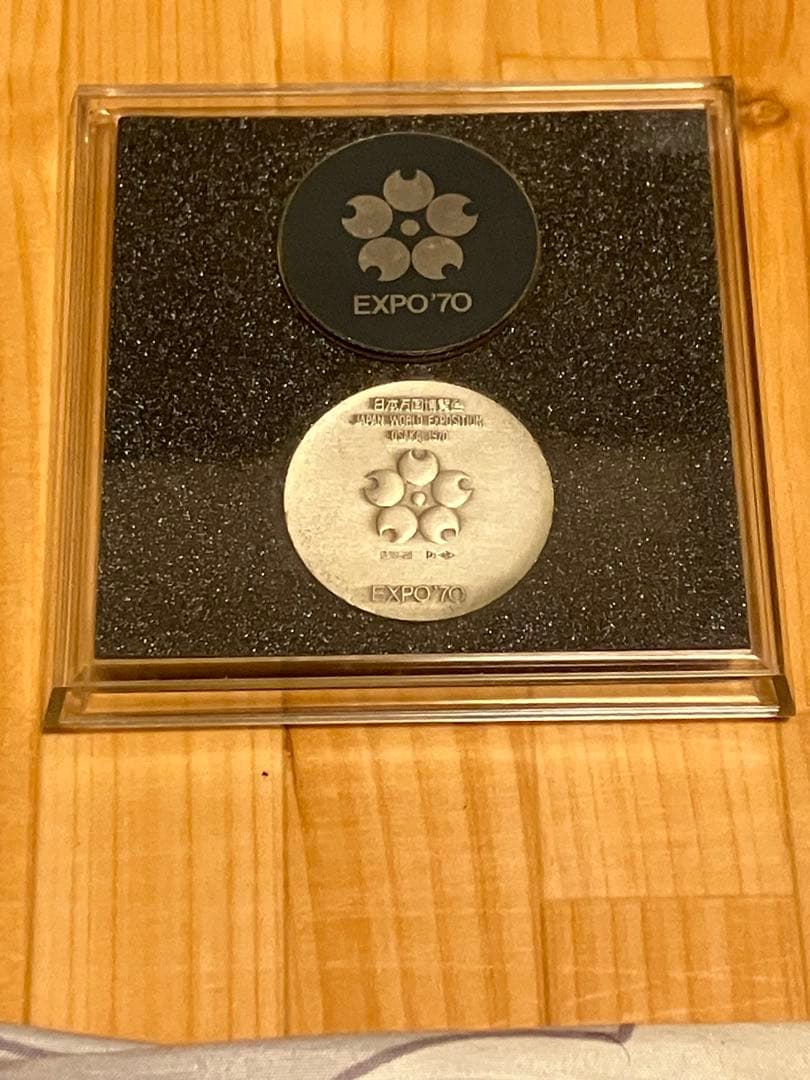 EXPO'70
日本万国博覧会
JAPAN WORLD EXPOSITION
OSAKA 1970
EXPO'70